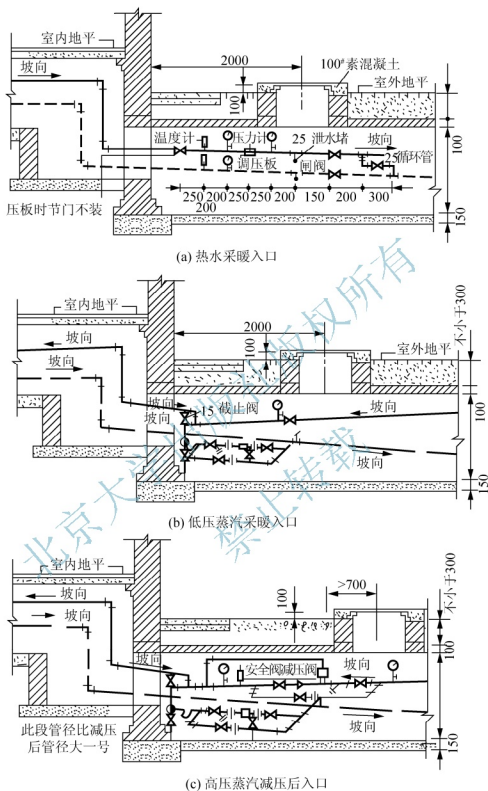 室内地平
坡向
2000
100
100#素混凝土
室外地平
温度计
压力计
25 泄水堵
坡向
调压板
闸阀
25循环管
250 200 250 250 200 150 200 300
200
100
150
压板时节门不装
(a) 热水采暖入口
室内地平
坡向
坡向
2000
100
不小于300
室外地平
坡向
坡向
15 截止阀
坡向
坡向
100
150
(b) 低压蒸汽采暖入口
室内地平
坡向
坡向
>700
100
不小于300
100
坡向
安全阀减压阀
坡向
坡向
150
此段管径比减压
后管径大一号
(c) 高压蒸汽减压后入口
北京大学出版社版权所有
禁止转载